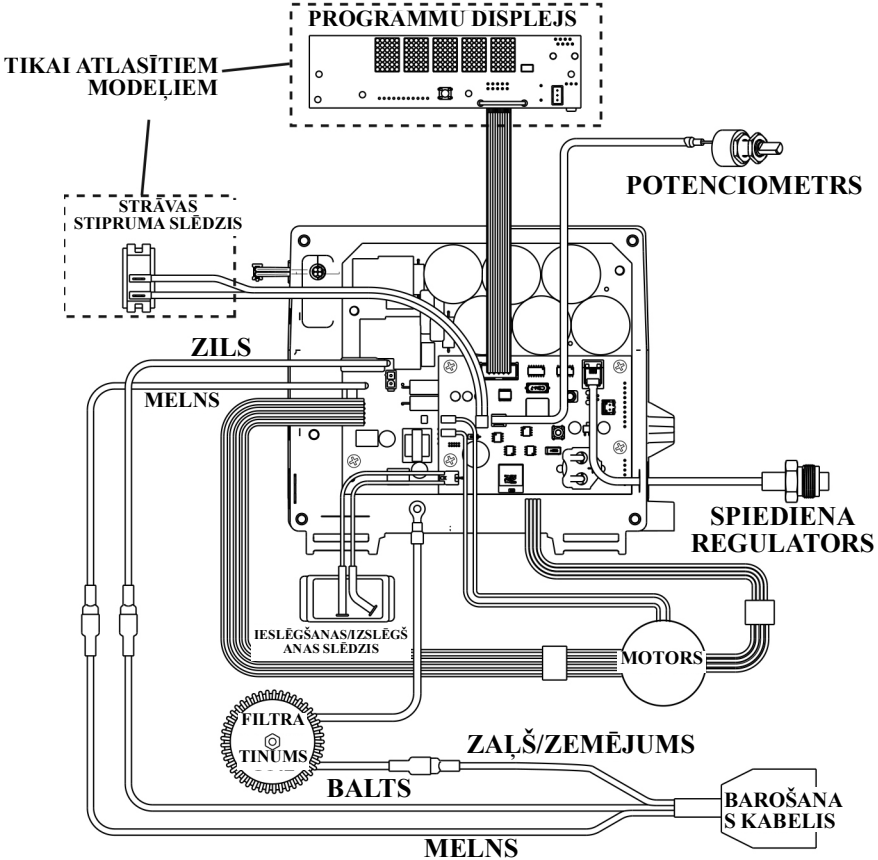 PROGRAMMU DISPLEJS
TIKAI ATLASĪTIEM
MODEĻIEM
POTENCIOMETRS
STRĀVAS
STIPRUMA SLĒDZIS
ZILS
MELNS
SPIEDIENA
REGULATORS
IESLĒGŠANAS/IZSLĒGŠ
ANAS SLĒDZIS
MOTORS
FILTRA
TINUMS
ZAĻŠ/ZEMĒJUMS
BALTS
BAROŠANA
S KABELIS
MELNS